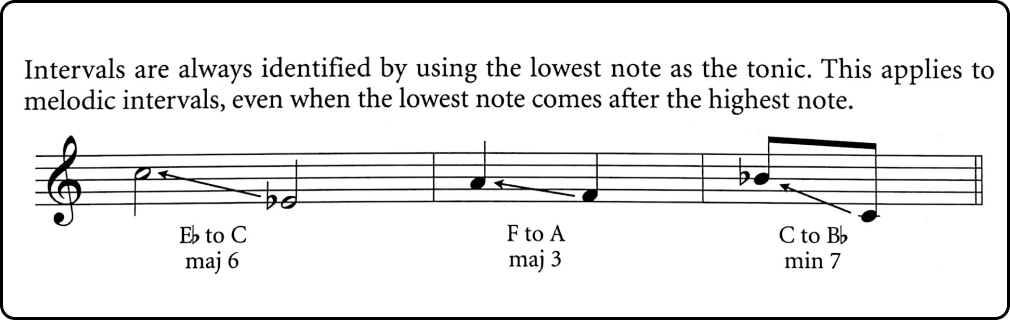 Intervals are always identified by using the lowest note as the tonic. This applies to
melodic intervals, even when the lowest note comes after the highest note.
E♭ to C
maj 6
F to A
maj 3
C to B♭
min 7